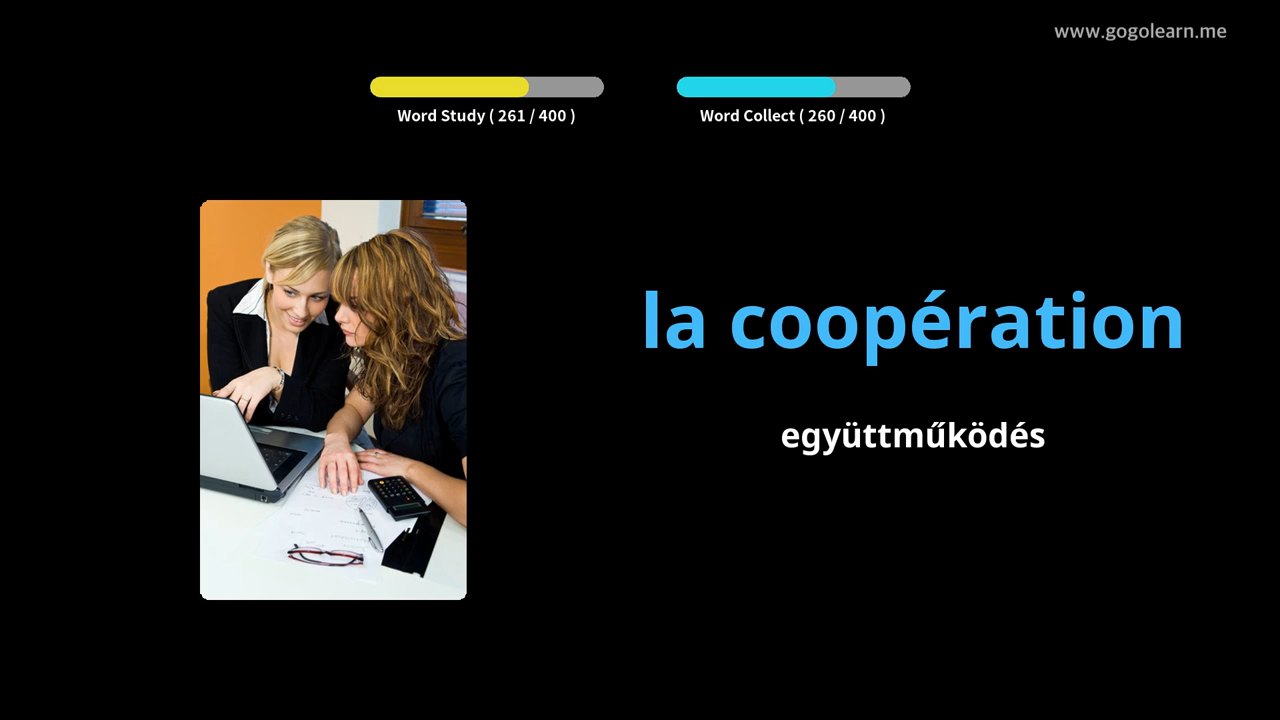 www.gogolearn.me
Word Study ( 261 / 400 )
Word Collect ( 260 / 400 )
la coopération
együttműködés